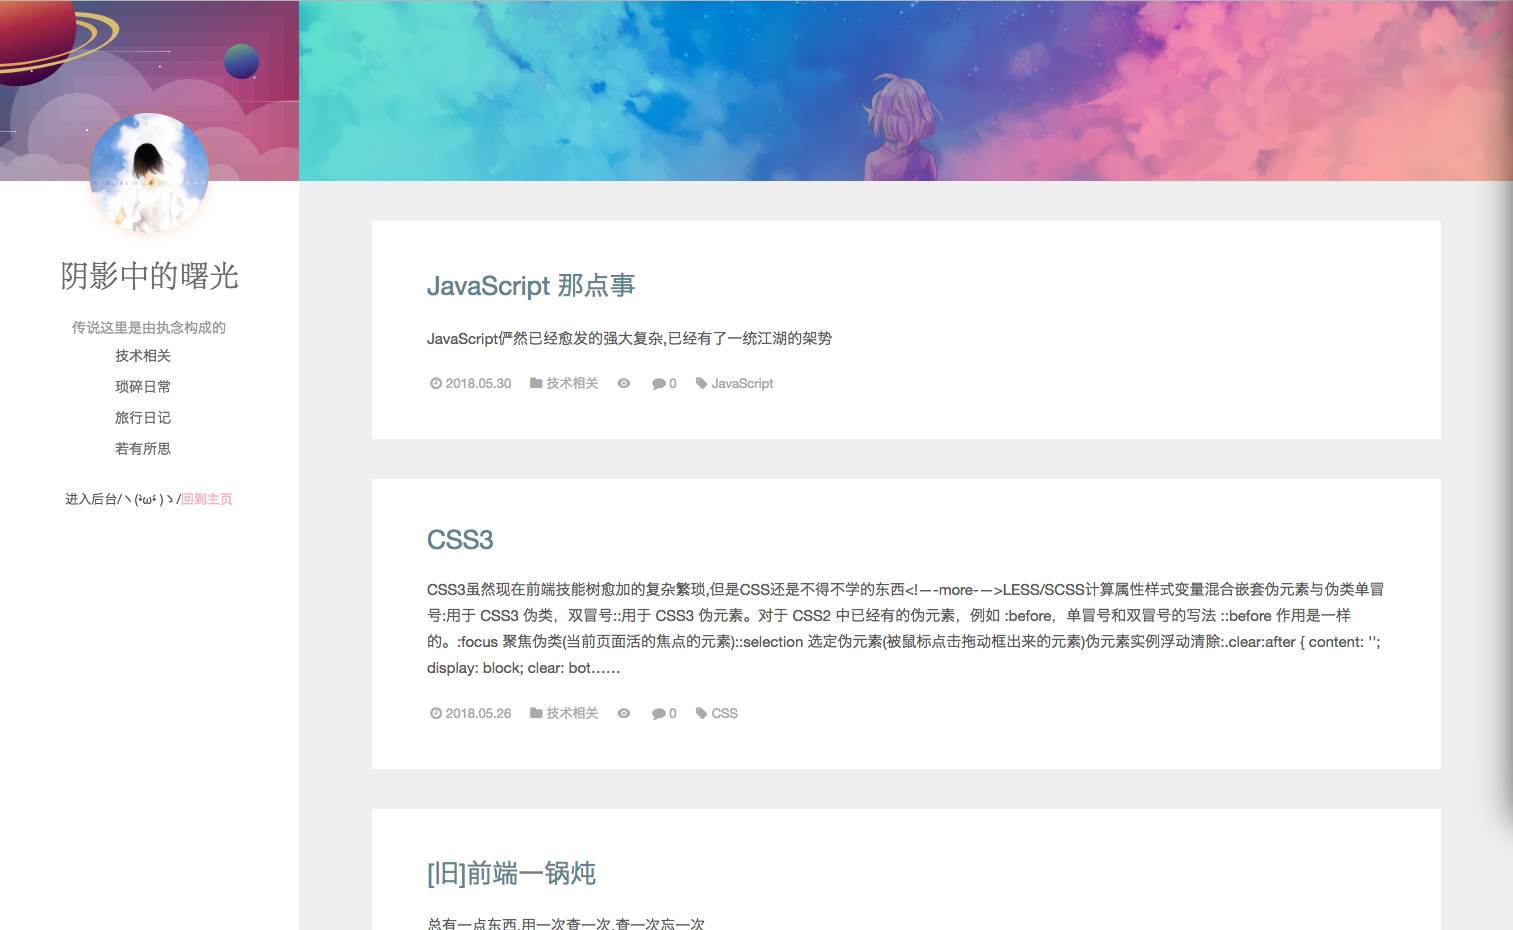 阴影中的曙光
传说这里是由执念构成的
技术相关
琐碎日常
旅行日记
若有所思
进入后台/ヽ(•̀ω•́ )ゝ/回到主页
JavaScript 那点事
JavaScript俨然已经愈发的强大复杂,已经有了一统江湖的架势
2018.05.30 技术相关 0 JavaScript
CSS3
CSS3虽然现在前端技能树愈加的复杂繁琐,但是CSS还是不得不学的东西<!—-more-—>LESS/SCSS计算属性样式变量混合嵌套伪元素与伪类单冒
号:用于 CSS3 伪类，双冒号::用于 CSS3 伪元素。对于 CSS2 中已经有的伪元素，例如 :before，单冒号和双冒号的写法 ::before 作用是一样
的。:focus 聚焦伪类(当前页面活的焦点的元素)::selection 选定伪元素(被鼠标点击拖动框出来的元素)伪元素实例浮动清除:.clear:after { content: '';
display: block; clear: bot……
2018.05.26 技术相关 0 CSS
[旧]前端一锅炖
总有一点东西,用一次查一次,查一次忘一次